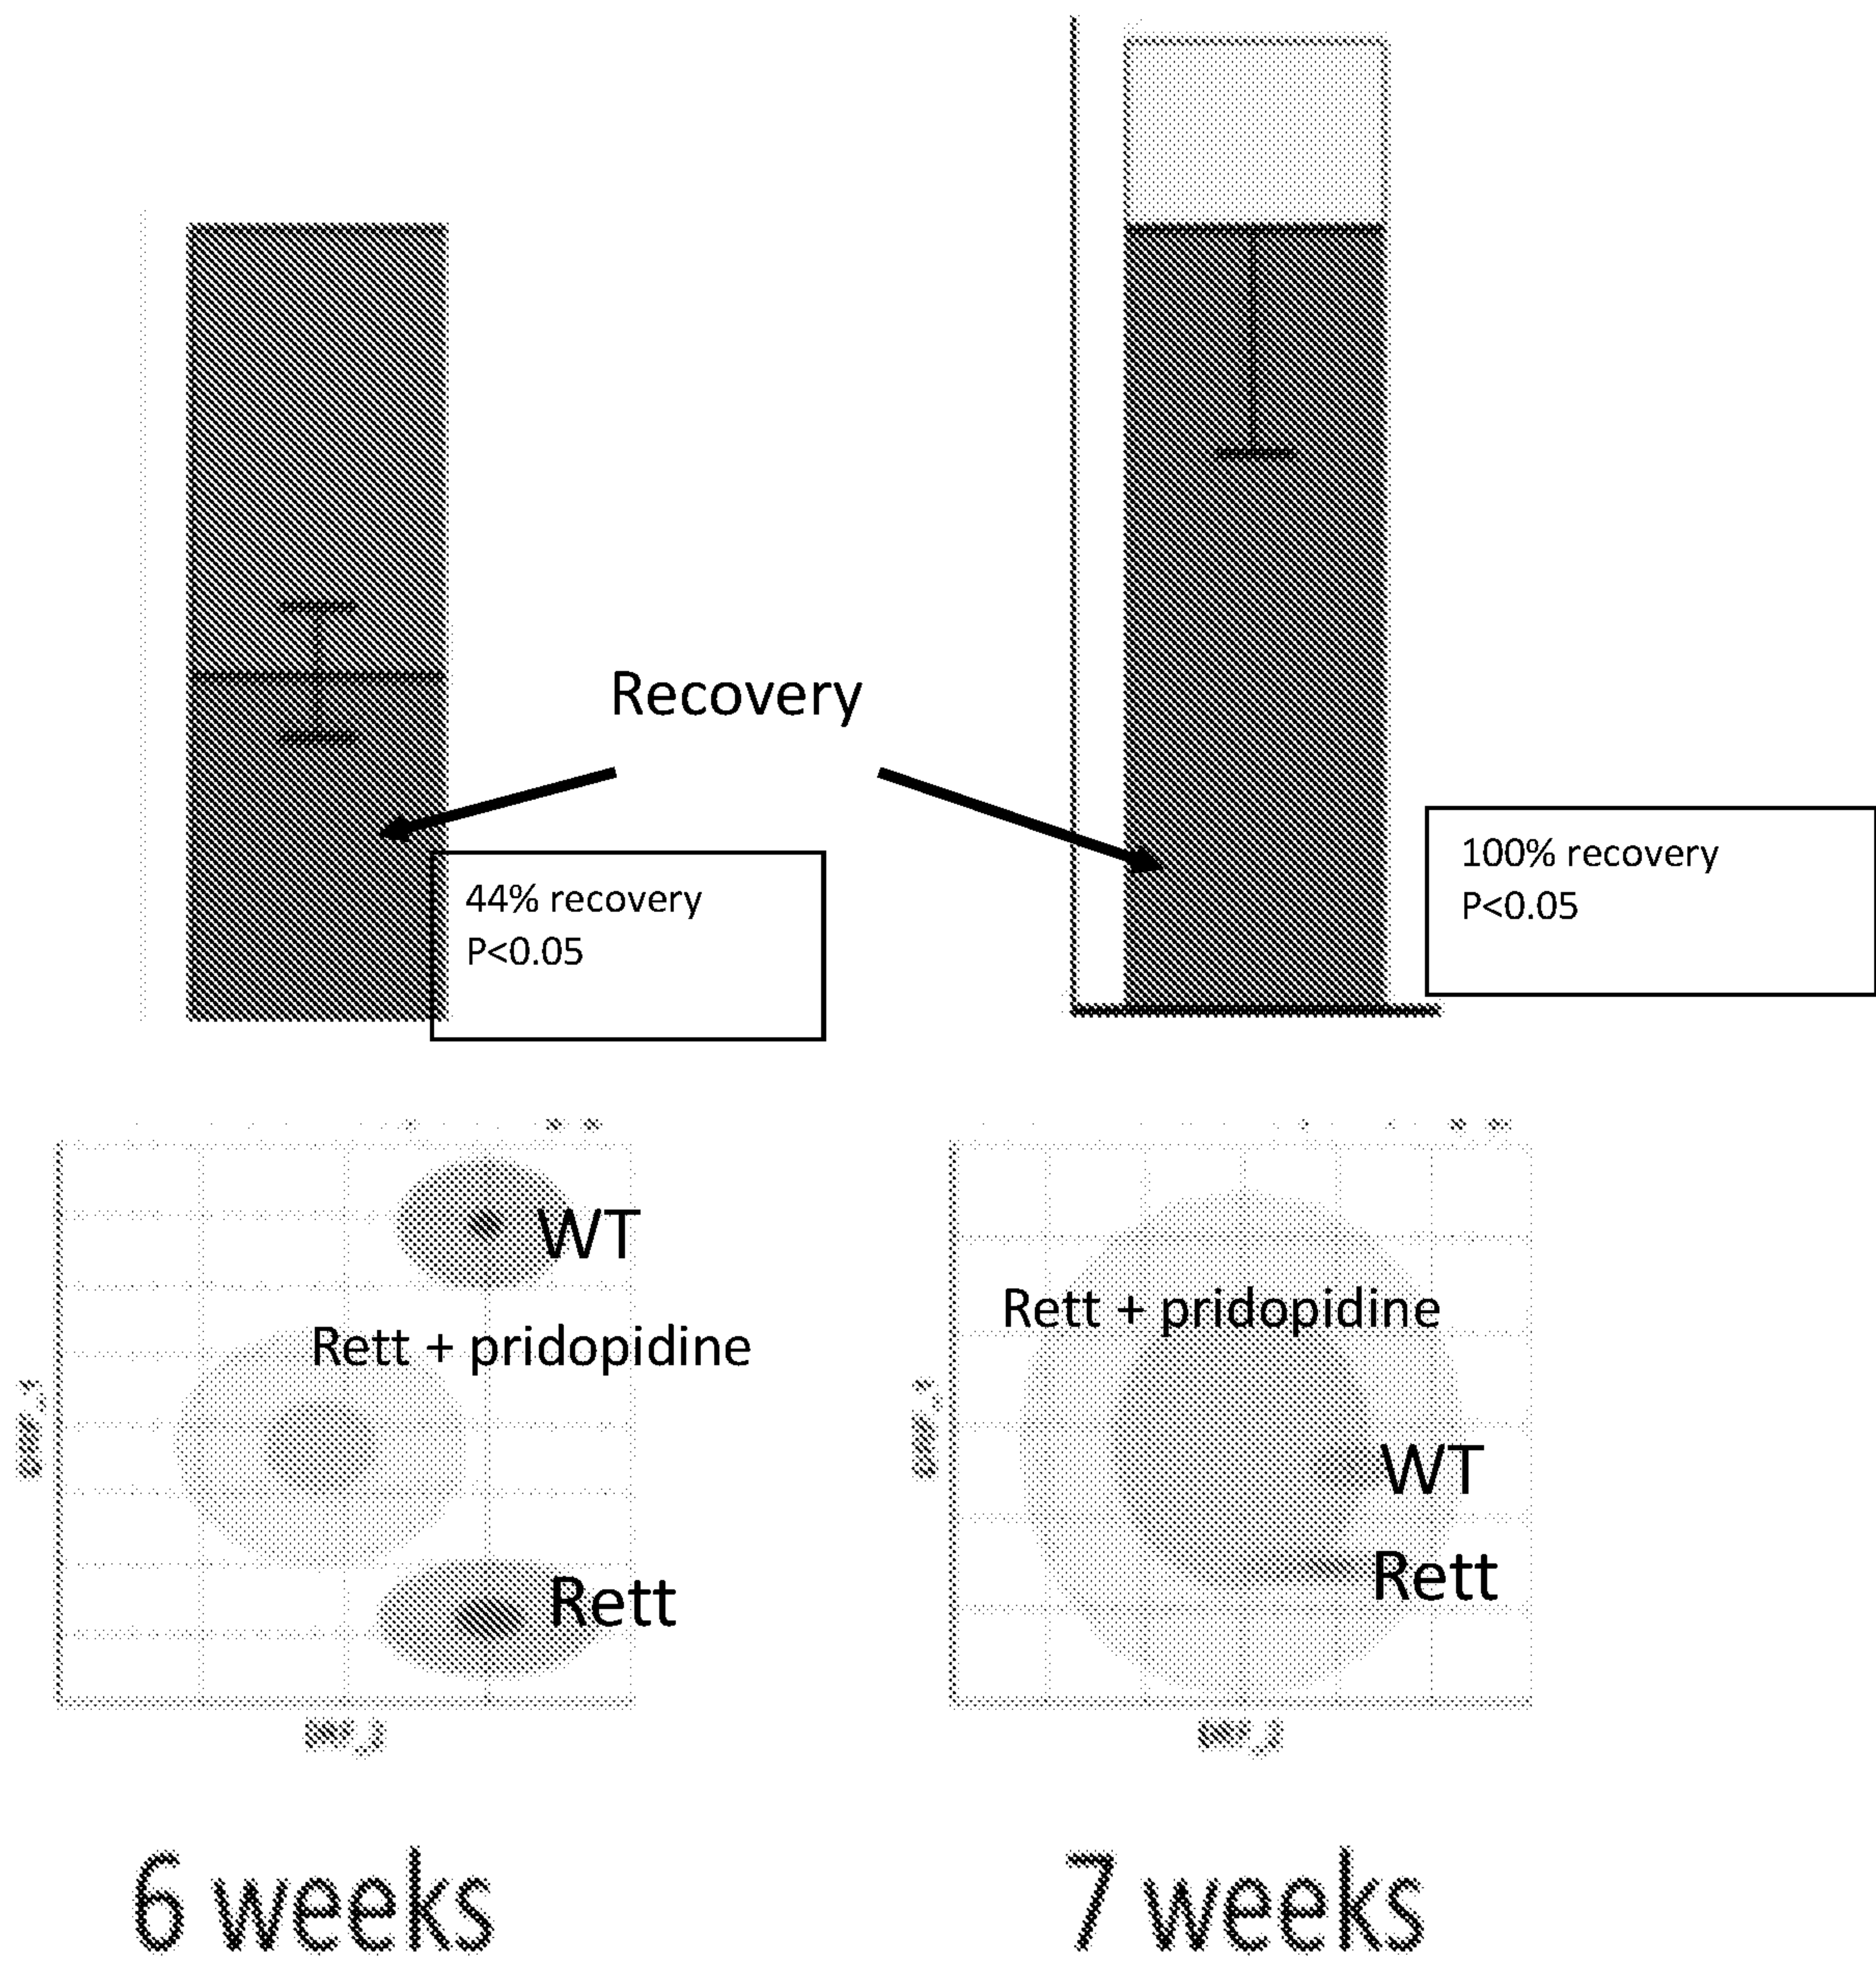 Recovery
44% recovery
P<0.05
100% recovery
P<0.05
WT
Rett + pridopidine
Rett
Rett + pridopidine
WT
Rett
6 weeks
7 weeks